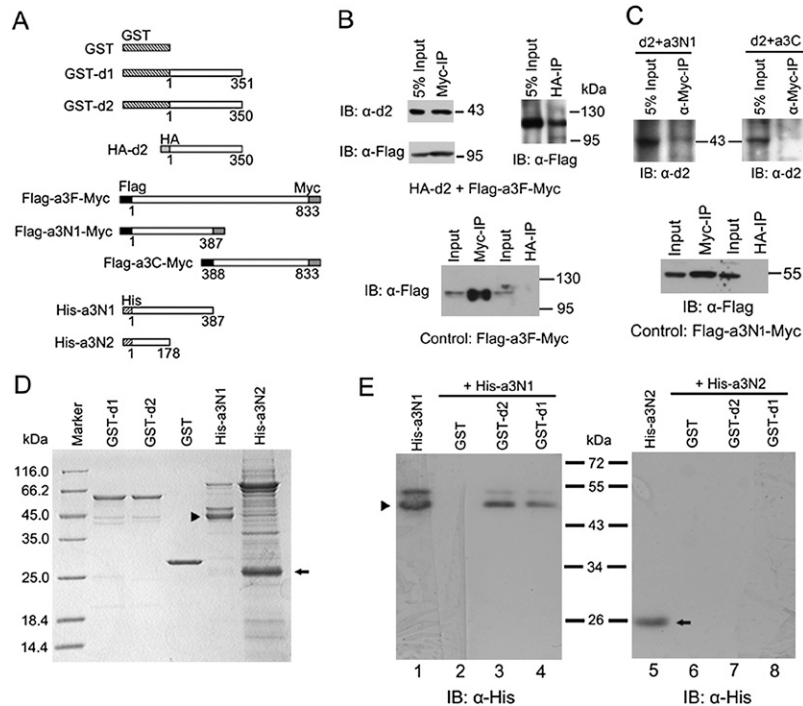 A
GST
GST
GST-d1
1 351
GST-d2
1 350
HA
HA-d2
1 350
Flag Myc
Flag-a3F-Myc
1 833
Flag-a3N1-Myc
1 387
Flag-a3C-Myc
388 833
His
His-a3N1
1 387
His-a3N2
1 178
B
5% Input
Myc-IP
5% Input
HA-IP
kDa
IB: α-d2
43
130
95
IB: α-Flag
95
IB: α-Flag
HA-d2 + Flag-a3F-Myc
Input
Myc-IP
Input
HA-IP
IB: α-Flag
130
95
Control: Flag-a3F-Myc
C
d2+a3N1
d2+a3C
5% Input
α-Myc-IP
5% Input
α-Myc-IP
43
IB: α-d2
IB: α-d2
Input
Myc-IP
Input
HA-IP
55
IB: α-Flag
Control: Flag-a3N1-Myc
D
kDa
Marker
GST-d1
GST-d2
GST
His-a3N1
His-a3N2
116.0
66.2
45.0
35.0
25.0
18.4
14.4
E
+ His-a3N1
His-a3N1
GST
GST-d2
GST-d1
kDa
72
55
43
34
26
+ His-a3N2
His-a3N2
GST
GST-d2
GST-d1
1 2 3 4
5 6 7 8
IB: α-His
IB: α-His